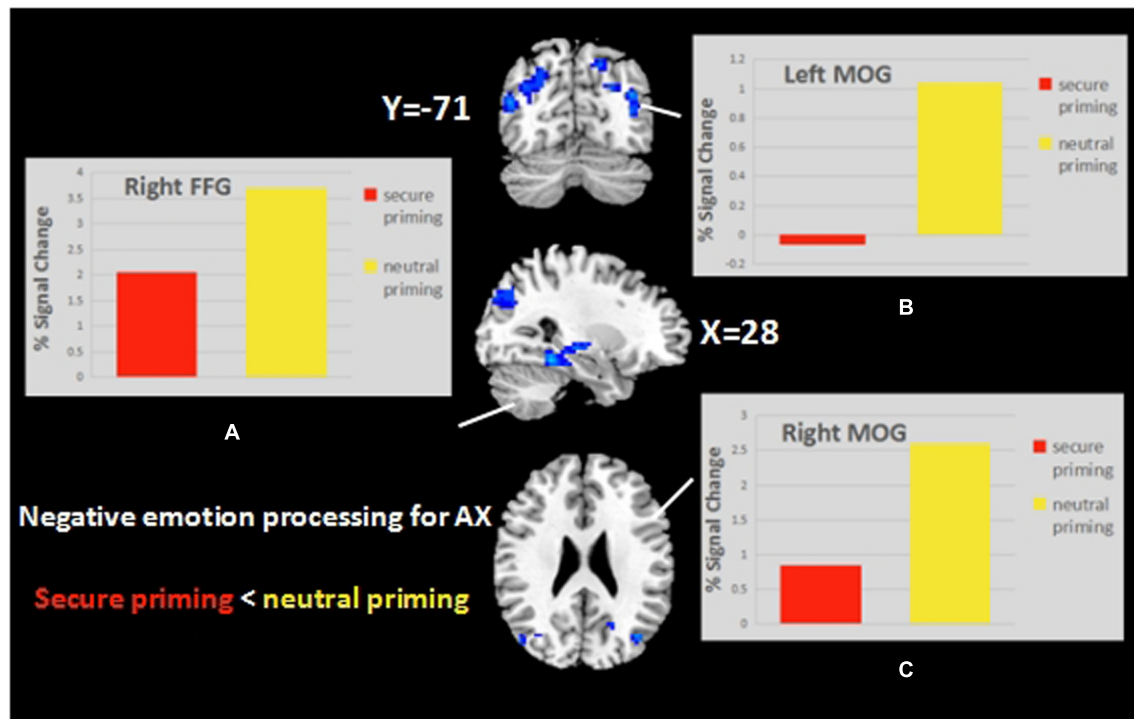 Y=-71
Left MOG
% Signal Change
1.2
1
0.8
0.6
0.4
0.2
0
-0.2
secure
priming
neutral
priming
B
Right FFG
% Signal Change
4
3.5
3
2.5
2
1.5
1
0.5
0
secure
priming
neutral
priming
A
X=28
Right MOG
% Signal Change
3
2.5
2
1.5
1
0.5
0
secure
priming
neutral
priming
C
Negative emotion processing for AX
Secure priming < neutral priming